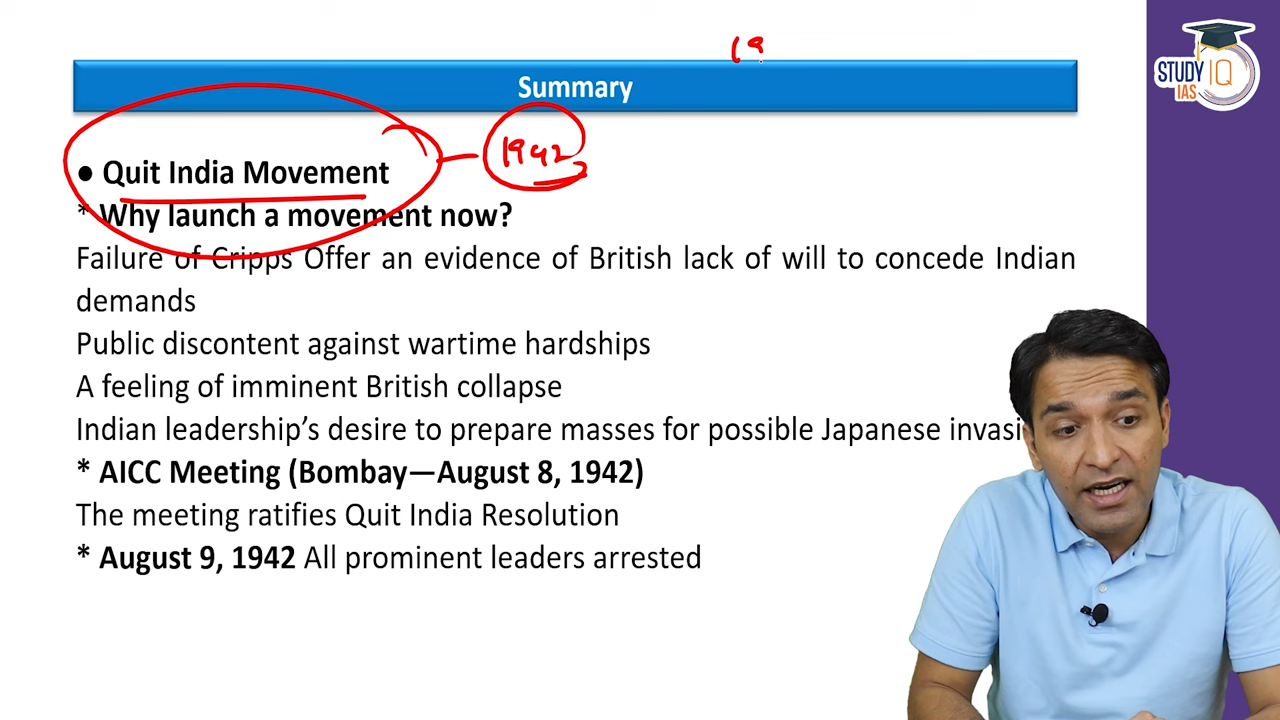 19
Summary
STUDY IQ
IAS
● Quit India Movement
1942
* Why launch a movement now?
Failure of Cripps Offer an evidence of British lack of will to concede Indian
demands
Public discontent against wartime hardships
A feeling of imminent British collapse
Indian leadership's desire to prepare masses for possible Japanese invasi
* AICC Meeting (Bombay—August 8, 1942)
The meeting ratifies Quit India Resolution
* August 9, 1942 All prominent leaders arrested